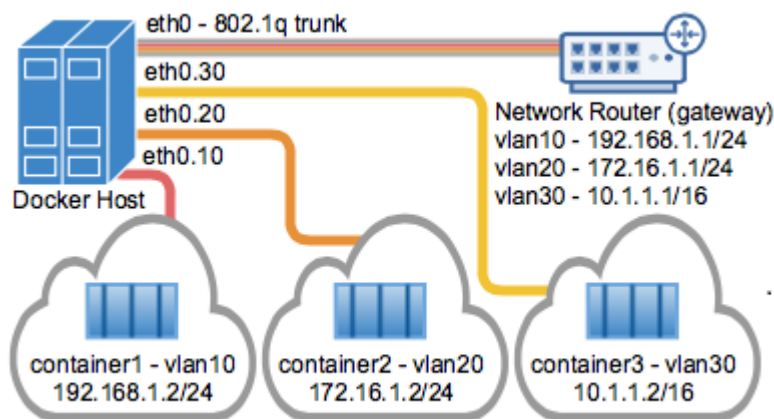 eth0 - 802.1q trunk
eth0.30
eth0.20
eth0.10
Docker Host
Network Router (gateway)
vlan10 - 192.168.1.1/24
vlan20 - 172.16.1.1/24
vlan30 - 10.1.1.1/16
container1 - vlan10
192.168.1.2/24
container2 - vlan20
172.16.1.2/24
container3 - vlan30
10.1.1.2/16
.